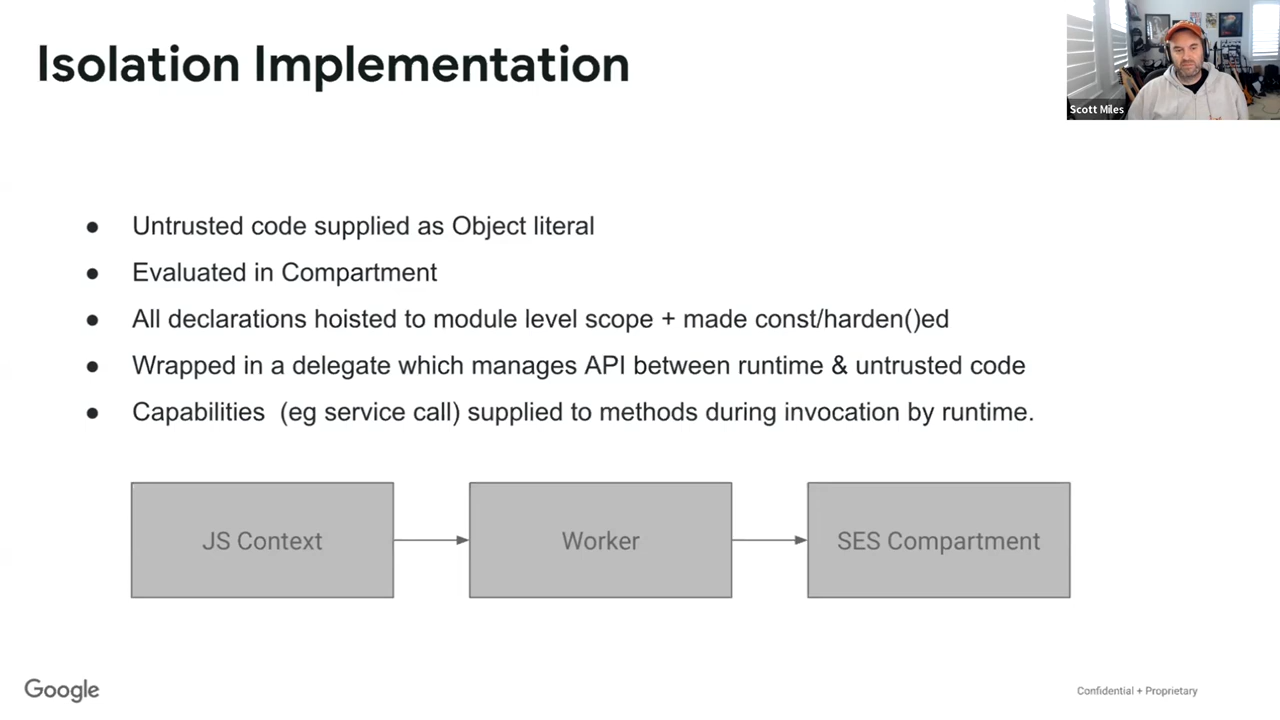 Isolation Implementation
Scott Miles
● Untrusted code supplied as Object literal
● Evaluated in Compartment
● All declarations hoisted to module level scope + made const/harden()ed
● Wrapped in a delegate which manages API between runtime & untrusted code
● Capabilities (eg service call) supplied to methods during invocation by runtime.
JS Context
Worker
SES Compartment
Google
Confidential + Proprietary